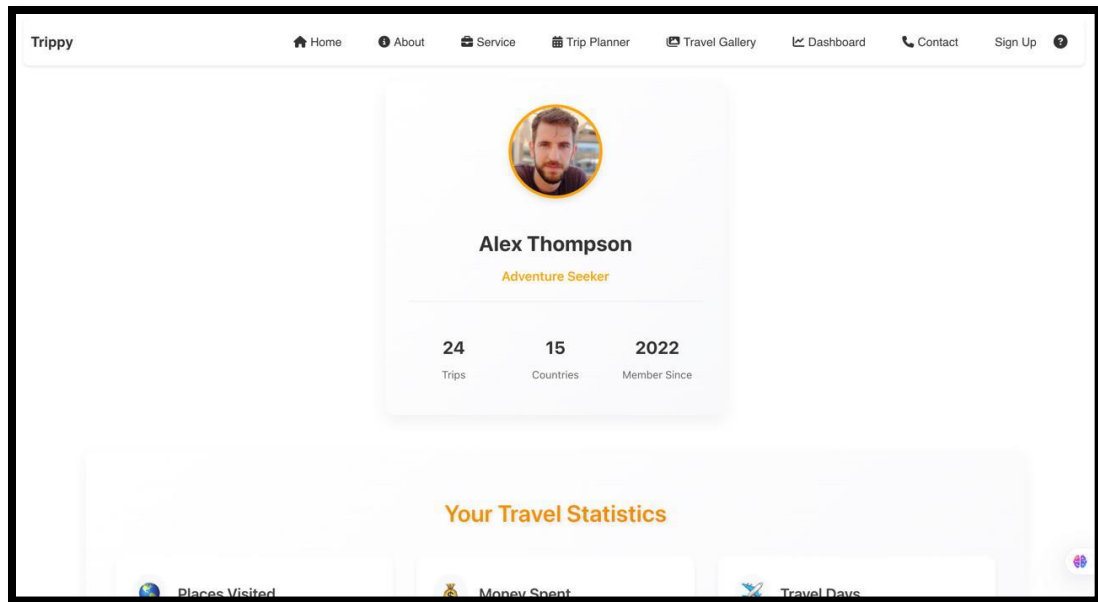 Trippy Home About Service Trip Planner Travel Gallery Dashboard Contact Sign Up ?
Alex Thompson
Adventure Seeker
24 15 2022
Trips Countries Member Since
Your Travel Statistics
Places Visited Money Spent Travel Days